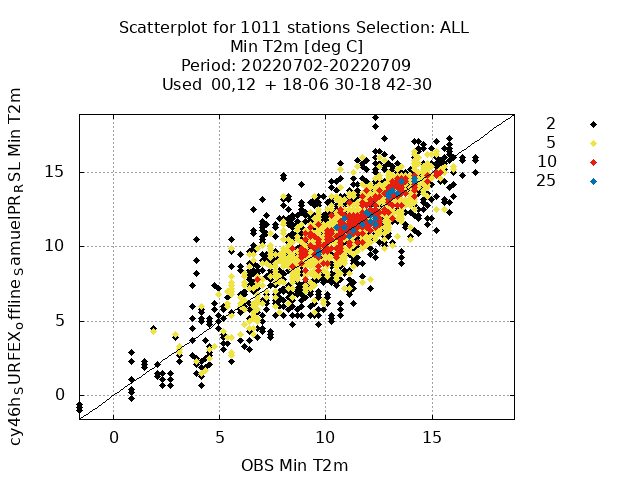 Scatterplot for 1011 stations Selection: ALL
Min T2m [deg C]
Period: 20220702-20220709
Used 00,12 + 18-06 30-18 42-30
cy46h_SURFEX_offline_samuelPR_RSL Min T2m
15
10
5
0
0 5 10 15
OBS Min T2m
2
5
10
25